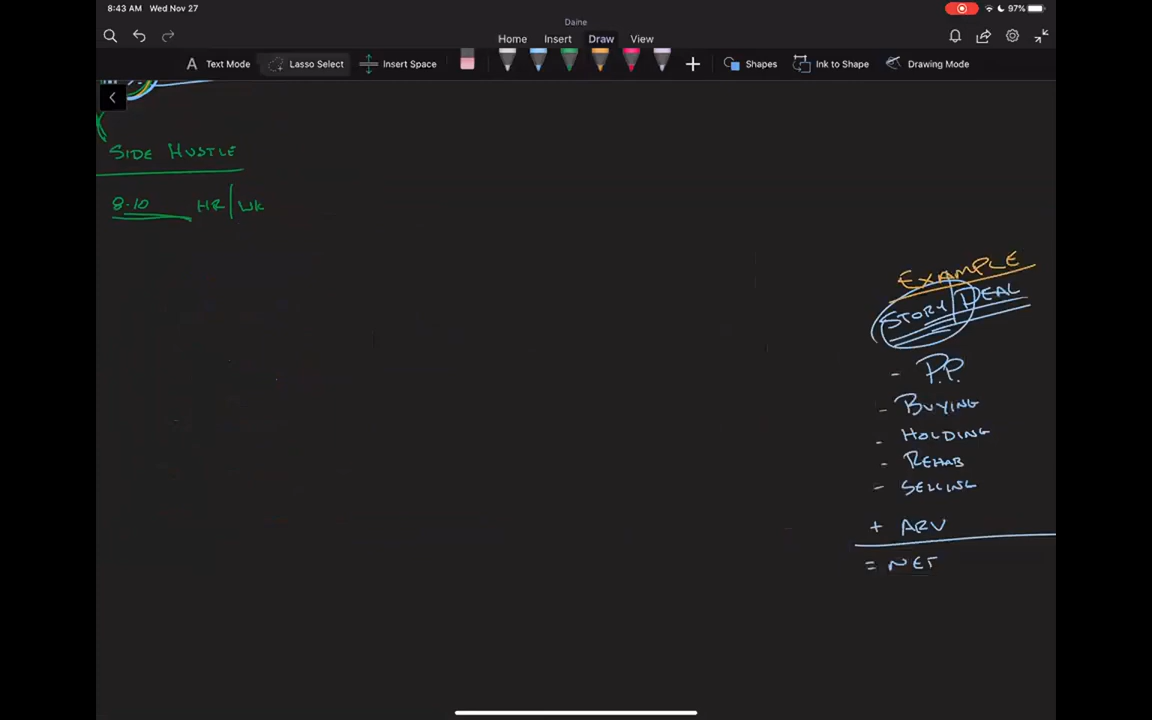 8:43 AM Wed Nov 27
97%
Daine
Home Insert Draw View
Text Mode Lasso Select Insert Space Shapes Ink to Shape Drawing Mode
SIDE HUSTLE
8-10 HR | WK
EXAMPLE
STORY/DEAL
- P.P.
- BUYING
- HOLDING
- REHAB
- SELLING
+ ARV
= NET